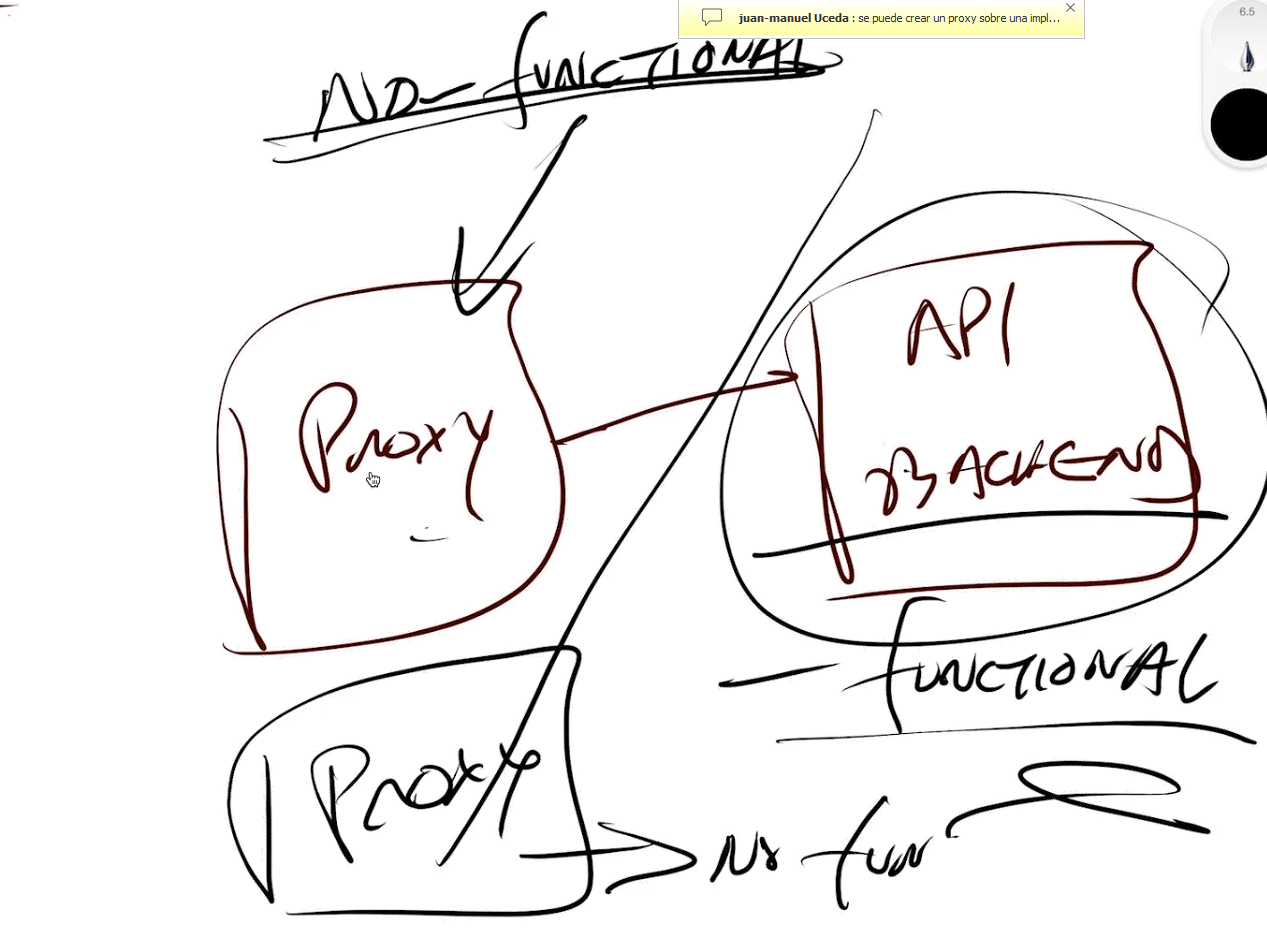 juan-manuel Uceda : se puede crear un proxy sobre una impl...
6.5
NO-FUNCTIONAL
Proxy
API
BACKEND
- FUNCTIONAL
Proxy
No fun